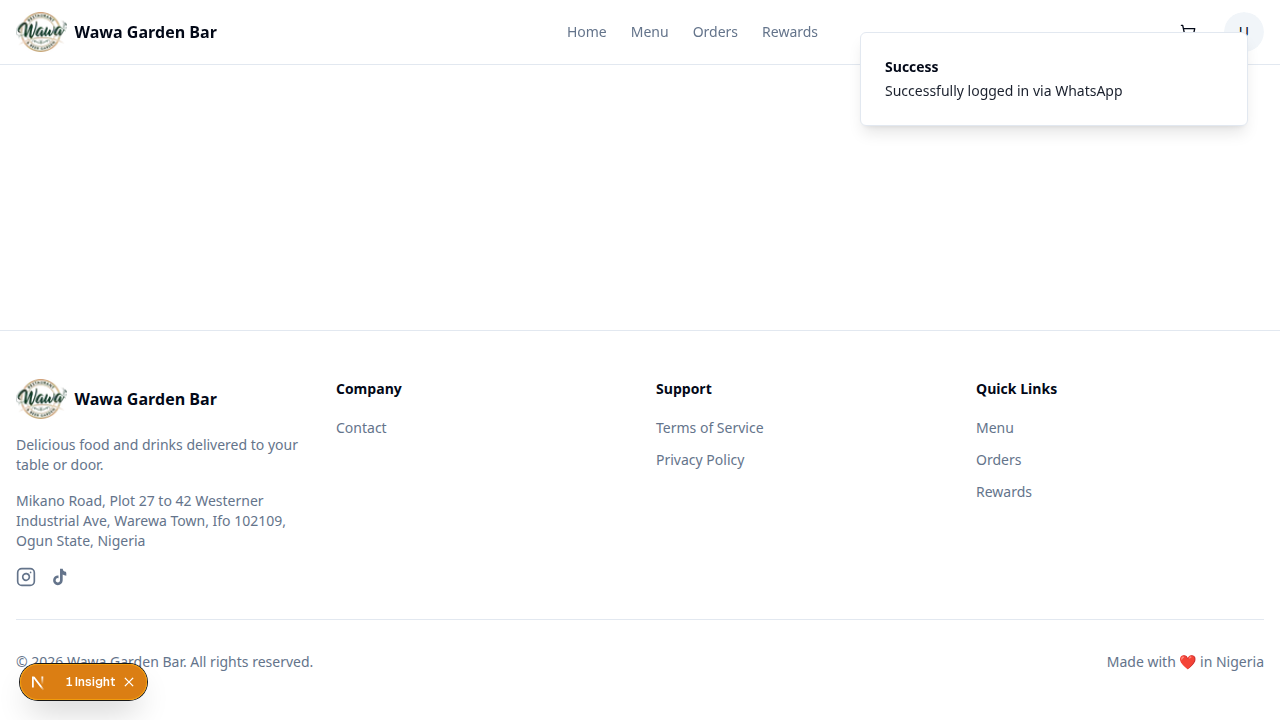 Wawa
Wawa Garden Bar
Home
Menu
Orders
Rewards
Success
Successfully logged in via WhatsApp
Wawa
Wawa Garden Bar
Delicious food and drinks delivered to your
table or door.
Mikano Road, Plot 27 to 42 Westerner
Industrial Ave, Warewa Town, Ifo 102109,
Ogun State, Nigeria
Company
Contact
Support
Terms of Service
Privacy Policy
Quick Links
Menu
Orders
Rewards
© 2026 Wawa Garden Bar. All rights reserved.
Made with ❤️ in Nigeria
N
1 Insight